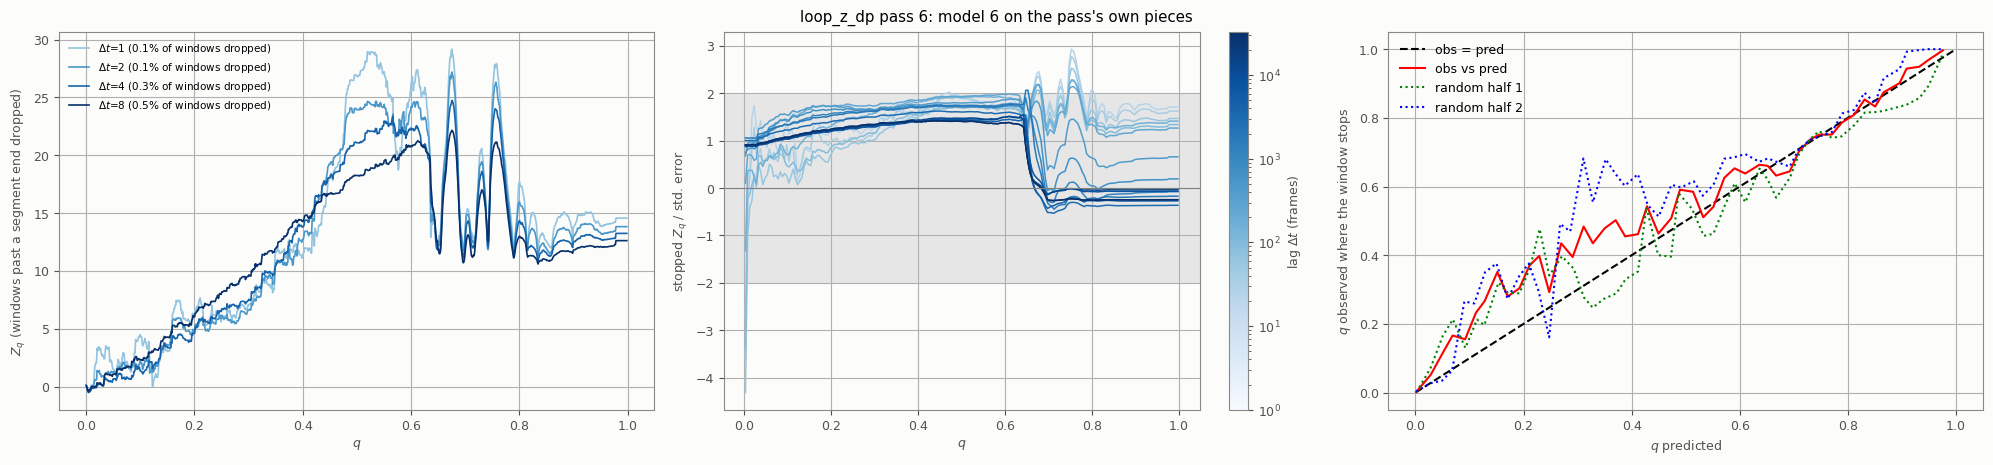 loop_z_dp pass 6: model 6 on the pass's own pieces
Z_q (windows past a segment end dropped)
30
25
20
15
10
5
0
Δt=1 (0.1% of windows dropped)
Δt=2 (0.1% of windows dropped)
Δt=4 (0.3% of windows dropped)
Δt=8 (0.5% of windows dropped)
0.0 0.2 0.4 0.6 0.8 1.0
q
stopped Z_q / std. error
3
2
1
0
−1
−2
−3
−4
0.0 0.2 0.4 0.6 0.8 1.0
q
10^4
10^3
10^2
10^1
10^0
lag Δt (frames)
q observed where the window stops
1.0
0.8
0.6
0.4
0.2
0.0
obs = pred
obs vs pred
random half 1
random half 2
0.0 0.2 0.4 0.6 0.8 1.0
q predicted